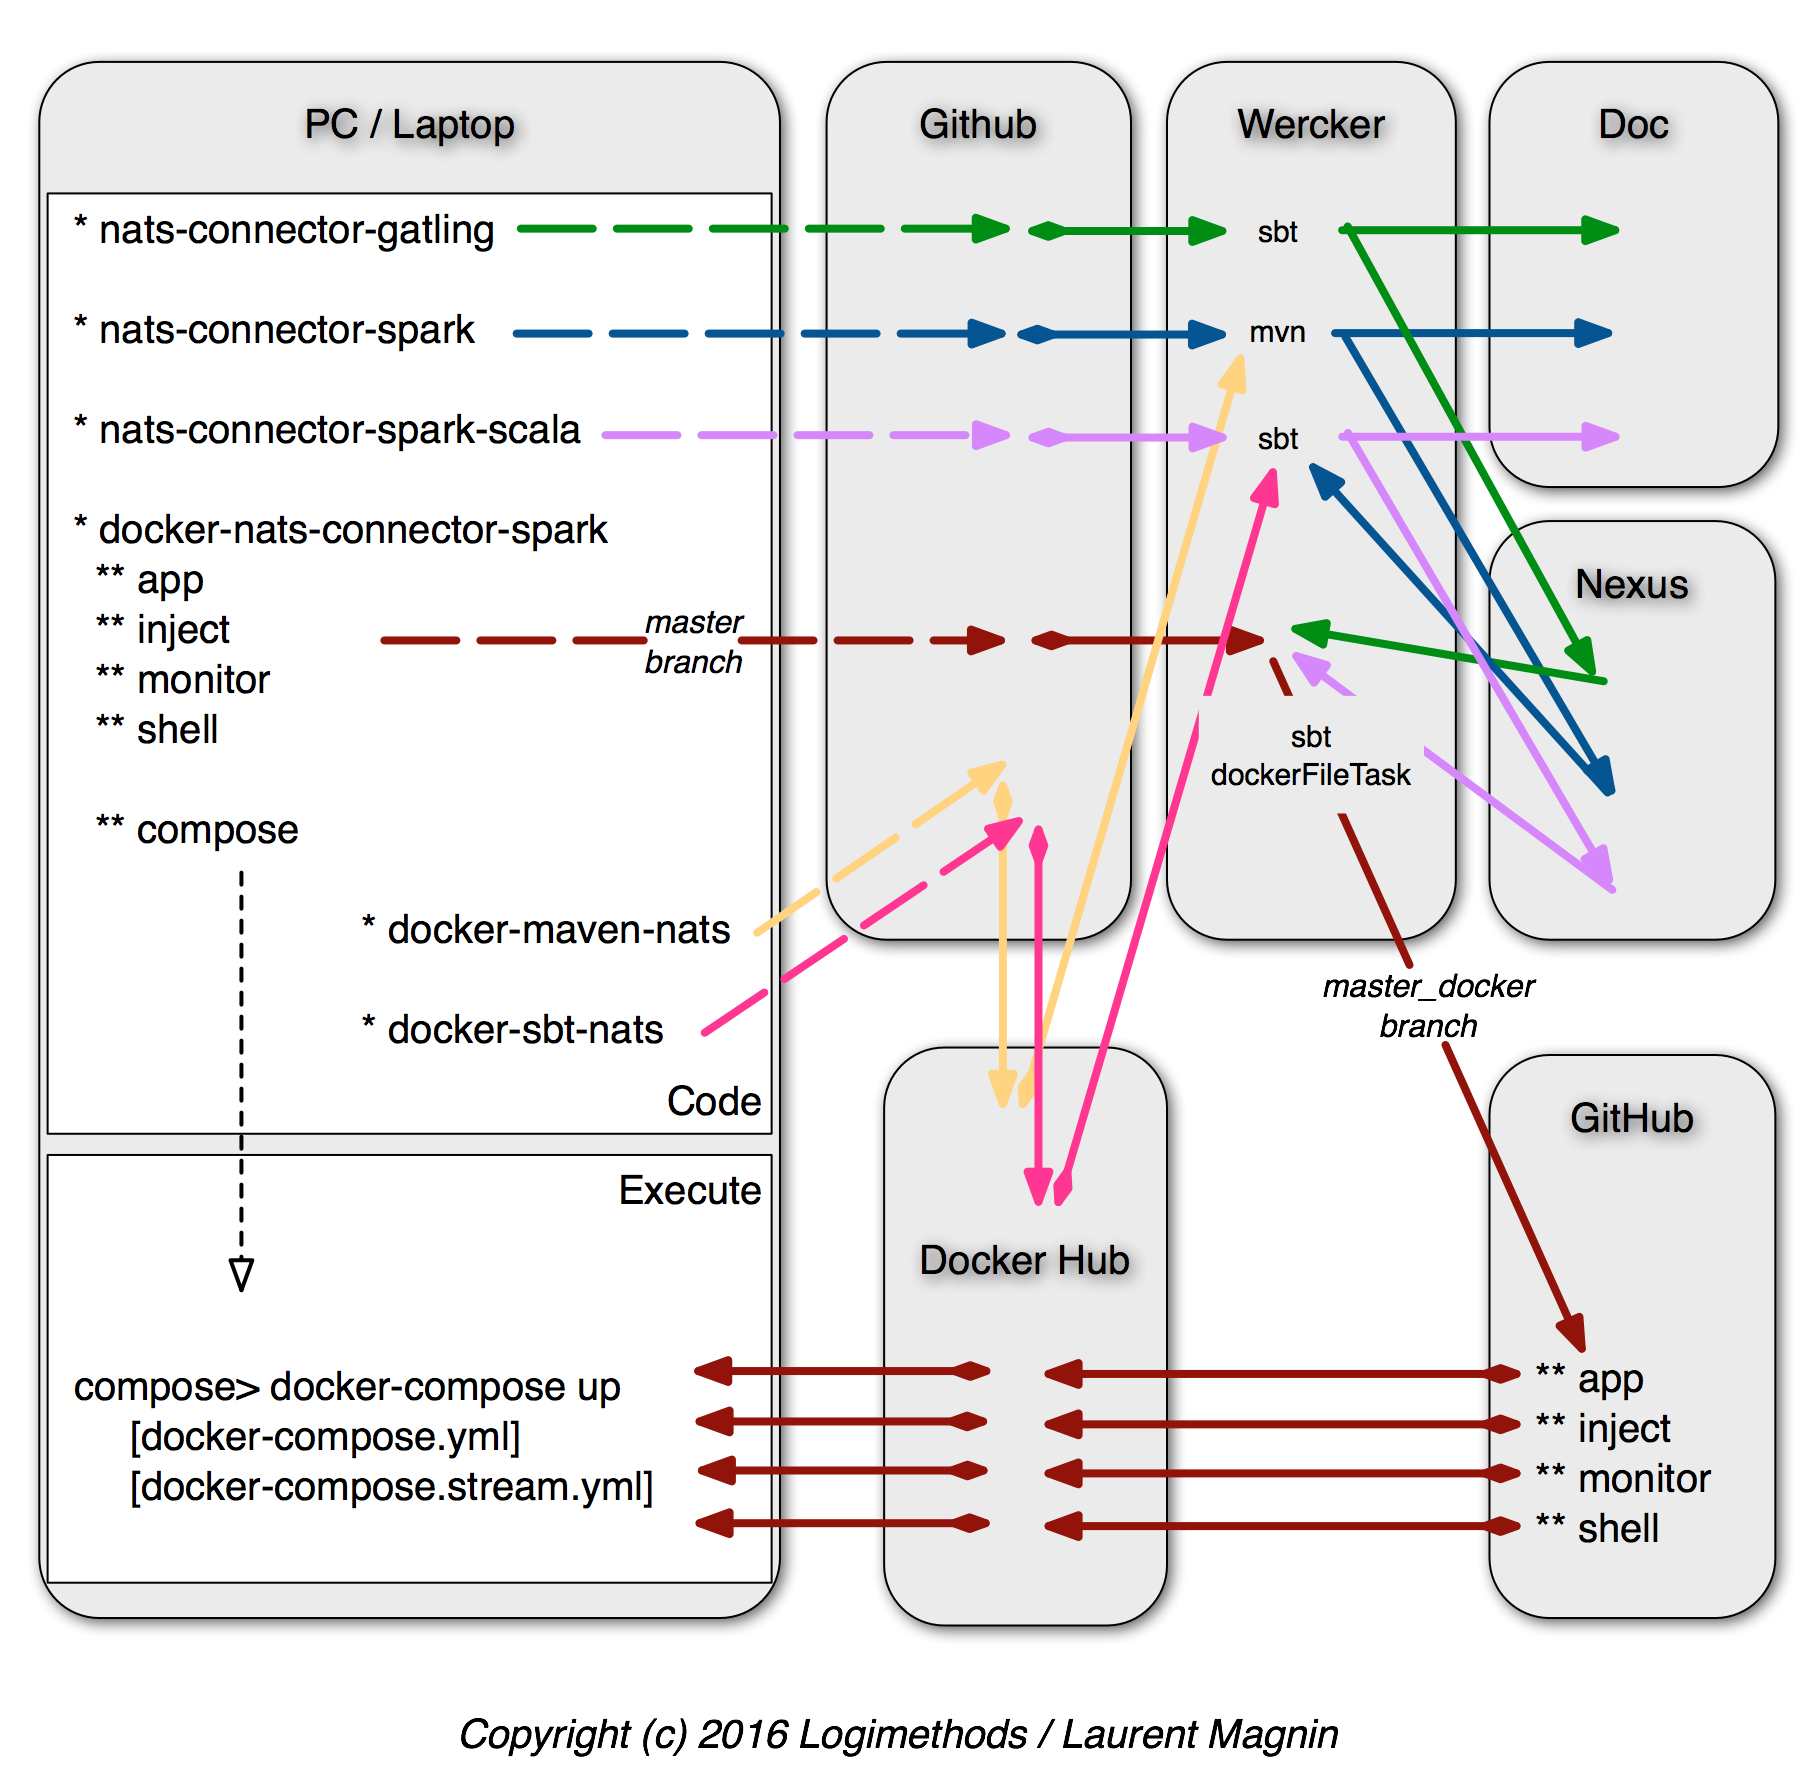 PC / Laptop
Github
Wercker
Doc
* nats-connector-gatling
sbt
* nats-connector-spark
mvn
* nats-connector-spark-scala
sbt
* docker-nats-connector-spark
** app
** inject
** monitor
** shell
** compose
master
branch
Nexus
sbt
dockerFileTask
* docker-maven-nats
* docker-sbt-nats
Code
master_docker
branch
Execute
Docker Hub
GitHub
compose> docker-compose up
[docker-compose.yml]
[docker-compose.stream.yml]
** app
** inject
** monitor
** shell
Copyright (c) 2016 Logimethods / Laurent Magnin